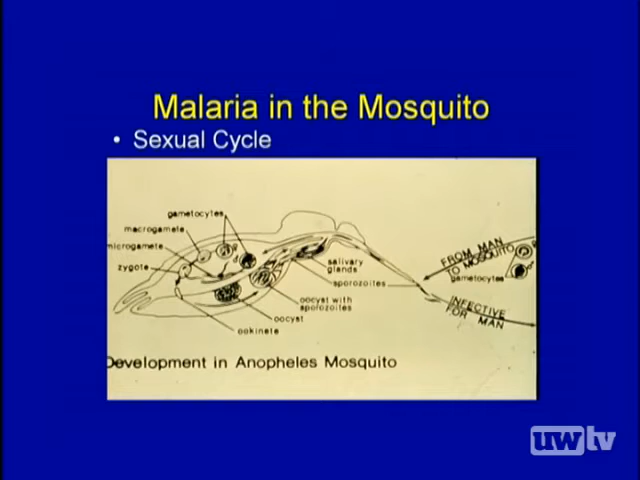 Malaria in the Mosquito
• Sexual Cycle
gametocytes
macrogamete
microgamete
zygote
salivary
glands
sporozoites
oocyst with
sporozoites
oocyst
ookinete
FROM MAN
TO MOSQUITO
gametocytes
INFECTIVE
FOR MAN
Development in Anopheles Mosquito
uwtv